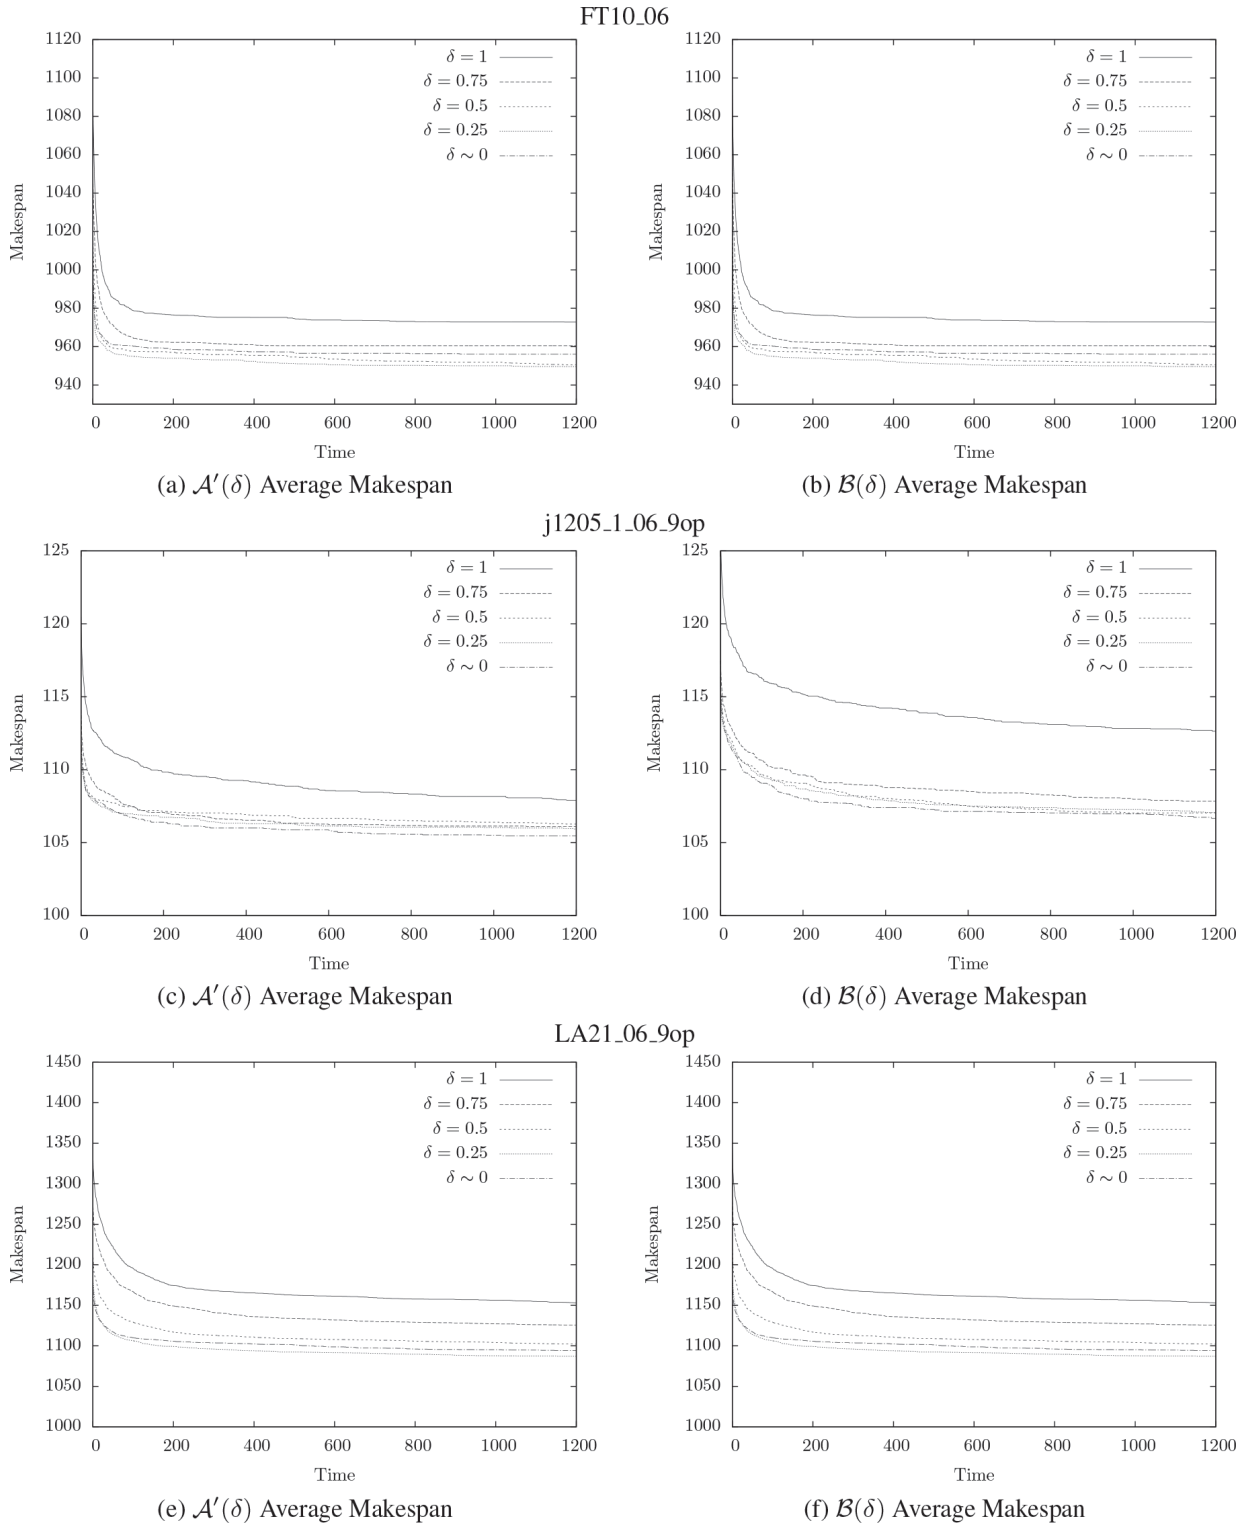 FT10_06
1120
1100
1080
1060
1040
1020
1000
980
960
940
0 200 400 600 800 1000 1200
Makespan
Time
δ = 1
δ = 0.75
δ = 0.5
δ = 0.25
δ ∼ 0
(a) 𝒜′(δ) Average Makespan
1120
1100
1080
1060
1040
1020
1000
980
960
940
0 200 400 600 800 1000 1200
Makespan
Time
δ = 1
δ = 0.75
δ = 0.5
δ = 0.25
δ ∼ 0
(b) ℬ(δ) Average Makespan
j1205_1_06_9op
125
120
115
110
105
100
0 200 400 600 800 1000 1200
Makespan
Time
δ = 1
δ = 0.75
δ = 0.5
δ = 0.25
δ ∼ 0
(c) 𝒜′(δ) Average Makespan
125
120
115
110
105
100
0 200 400 600 800 1000 1200
Makespan
Time
δ = 1
δ = 0.75
δ = 0.5
δ = 0.25
δ ∼ 0
(d) ℬ(δ) Average Makespan
LA21_06_9op
1450
1400
1350
1300
1250
1200
1150
1100
1050
1000
0 200 400 600 800 1000 1200
Makespan
Time
δ = 1
δ = 0.75
δ = 0.5
δ = 0.25
δ ∼ 0
(e) 𝒜′(δ) Average Makespan
1450
1400
1350
1300
1250
1200
1150
1100
1050
1000
0 200 400 600 800 1000 1200
Makespan
Time
δ = 1
δ = 0.75
δ = 0.5
δ = 0.25
δ ∼ 0
(f) ℬ(δ) Average Makespan